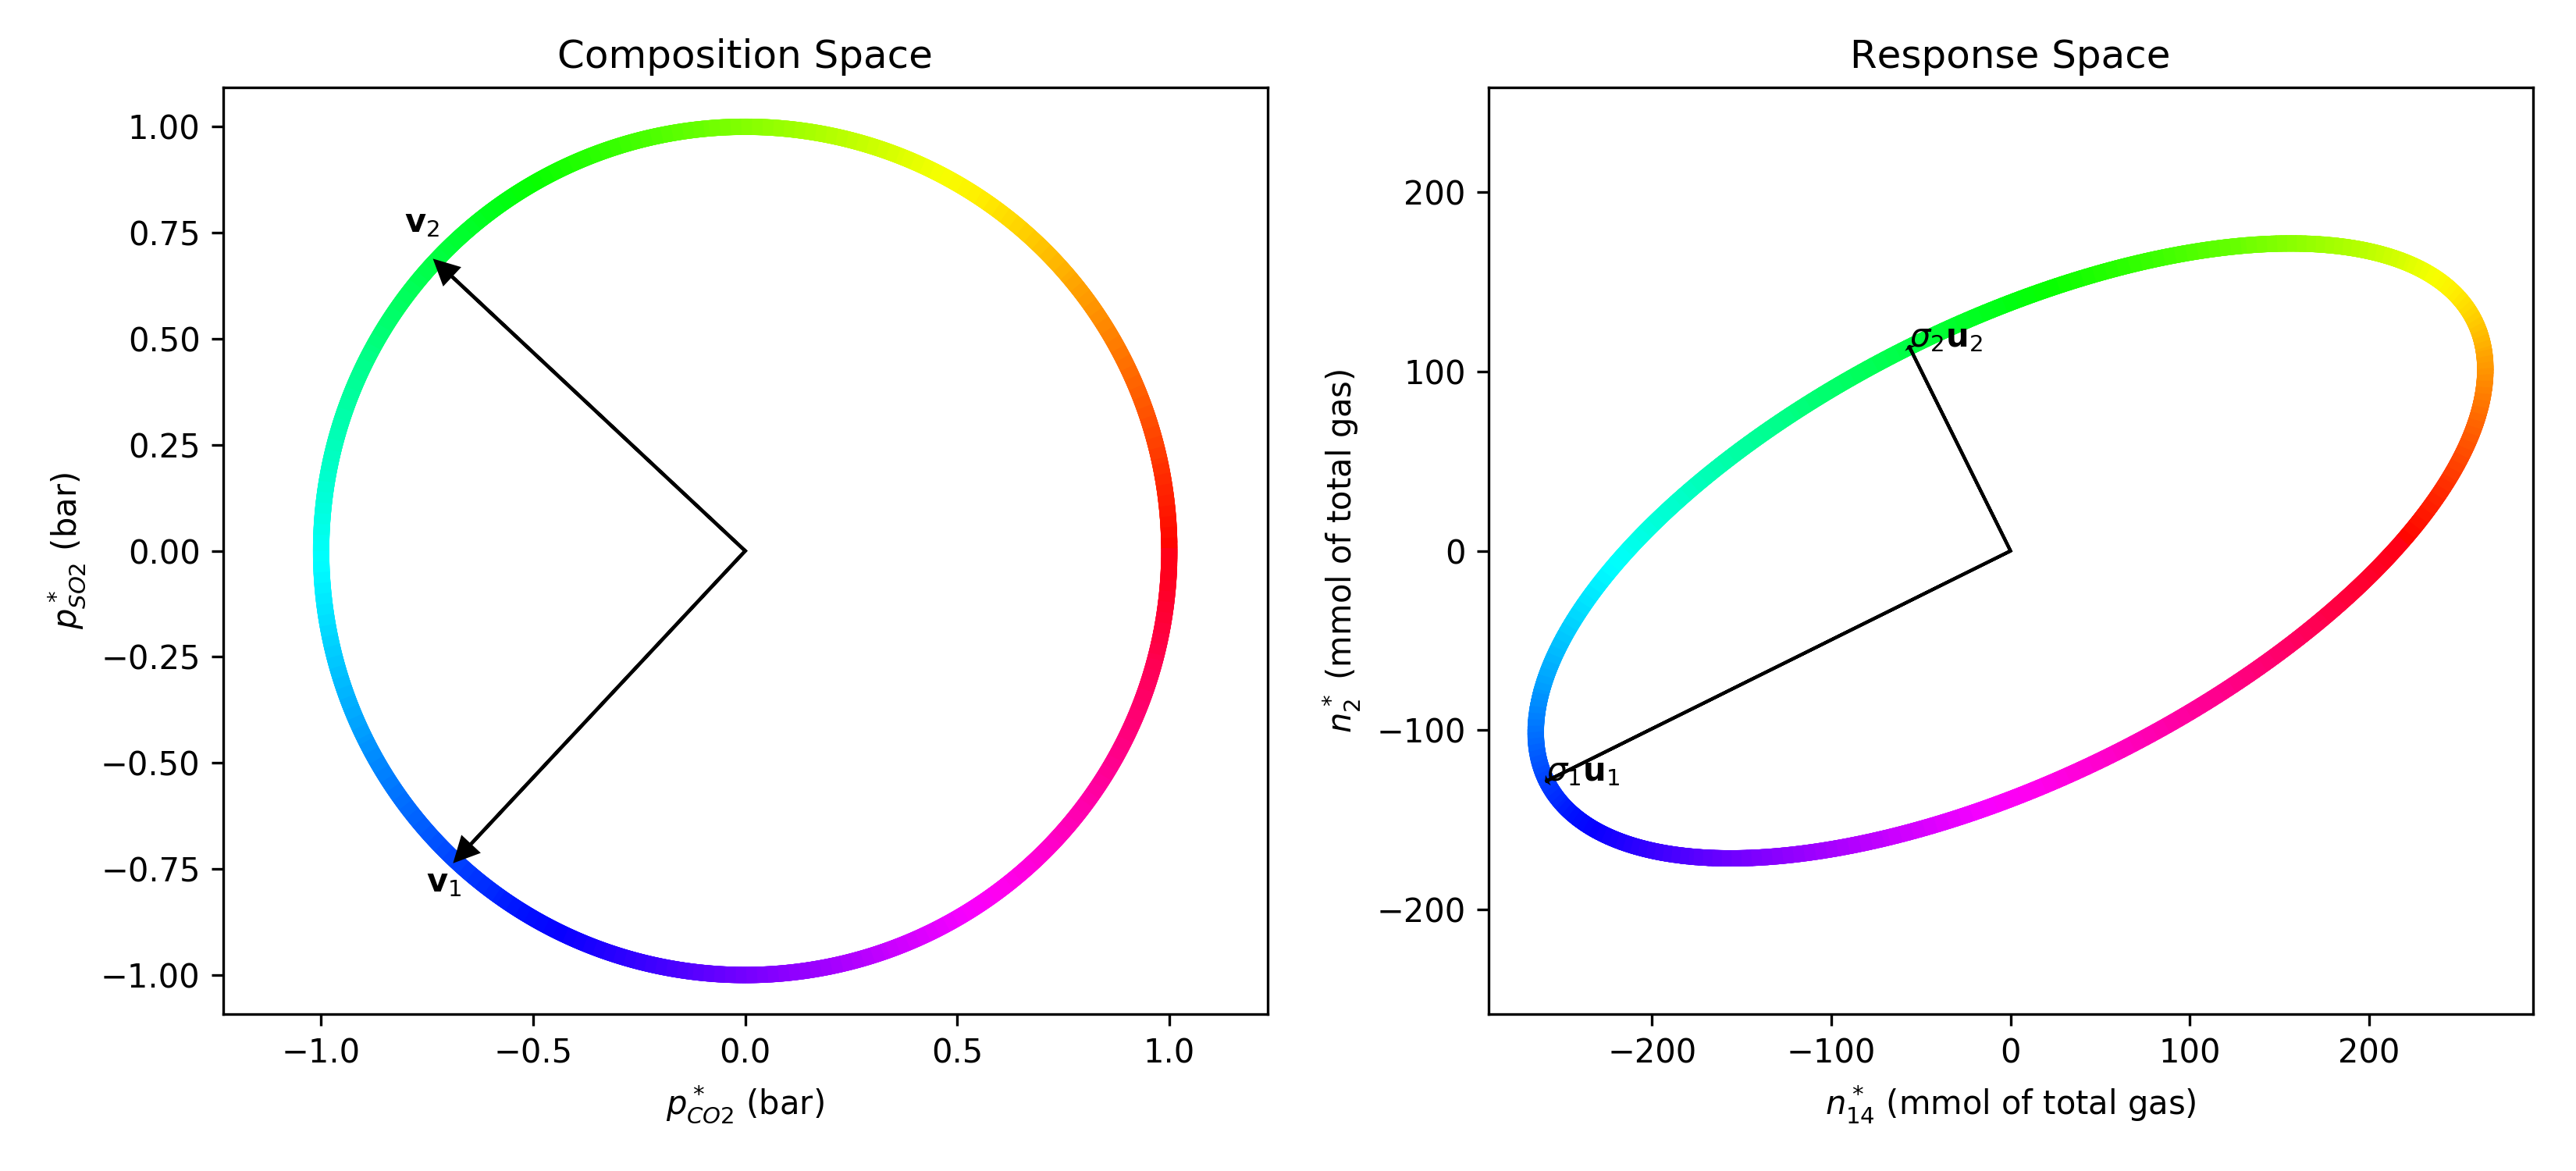 Composition Space
1.00
0.75
0.50
0.25
0.00
−0.25
−0.50
−0.75
−1.00
−1.0 −0.5 0.0 0.5 1.0
p*CO2 (bar)
p*SO2 (bar)
v2
v1
Response Space
200
100
0
−100
−200
−200 −100 0 100 200
n*14 (mmol of total gas)
n*2 (mmol of total gas)
σ2u2
σ1u1